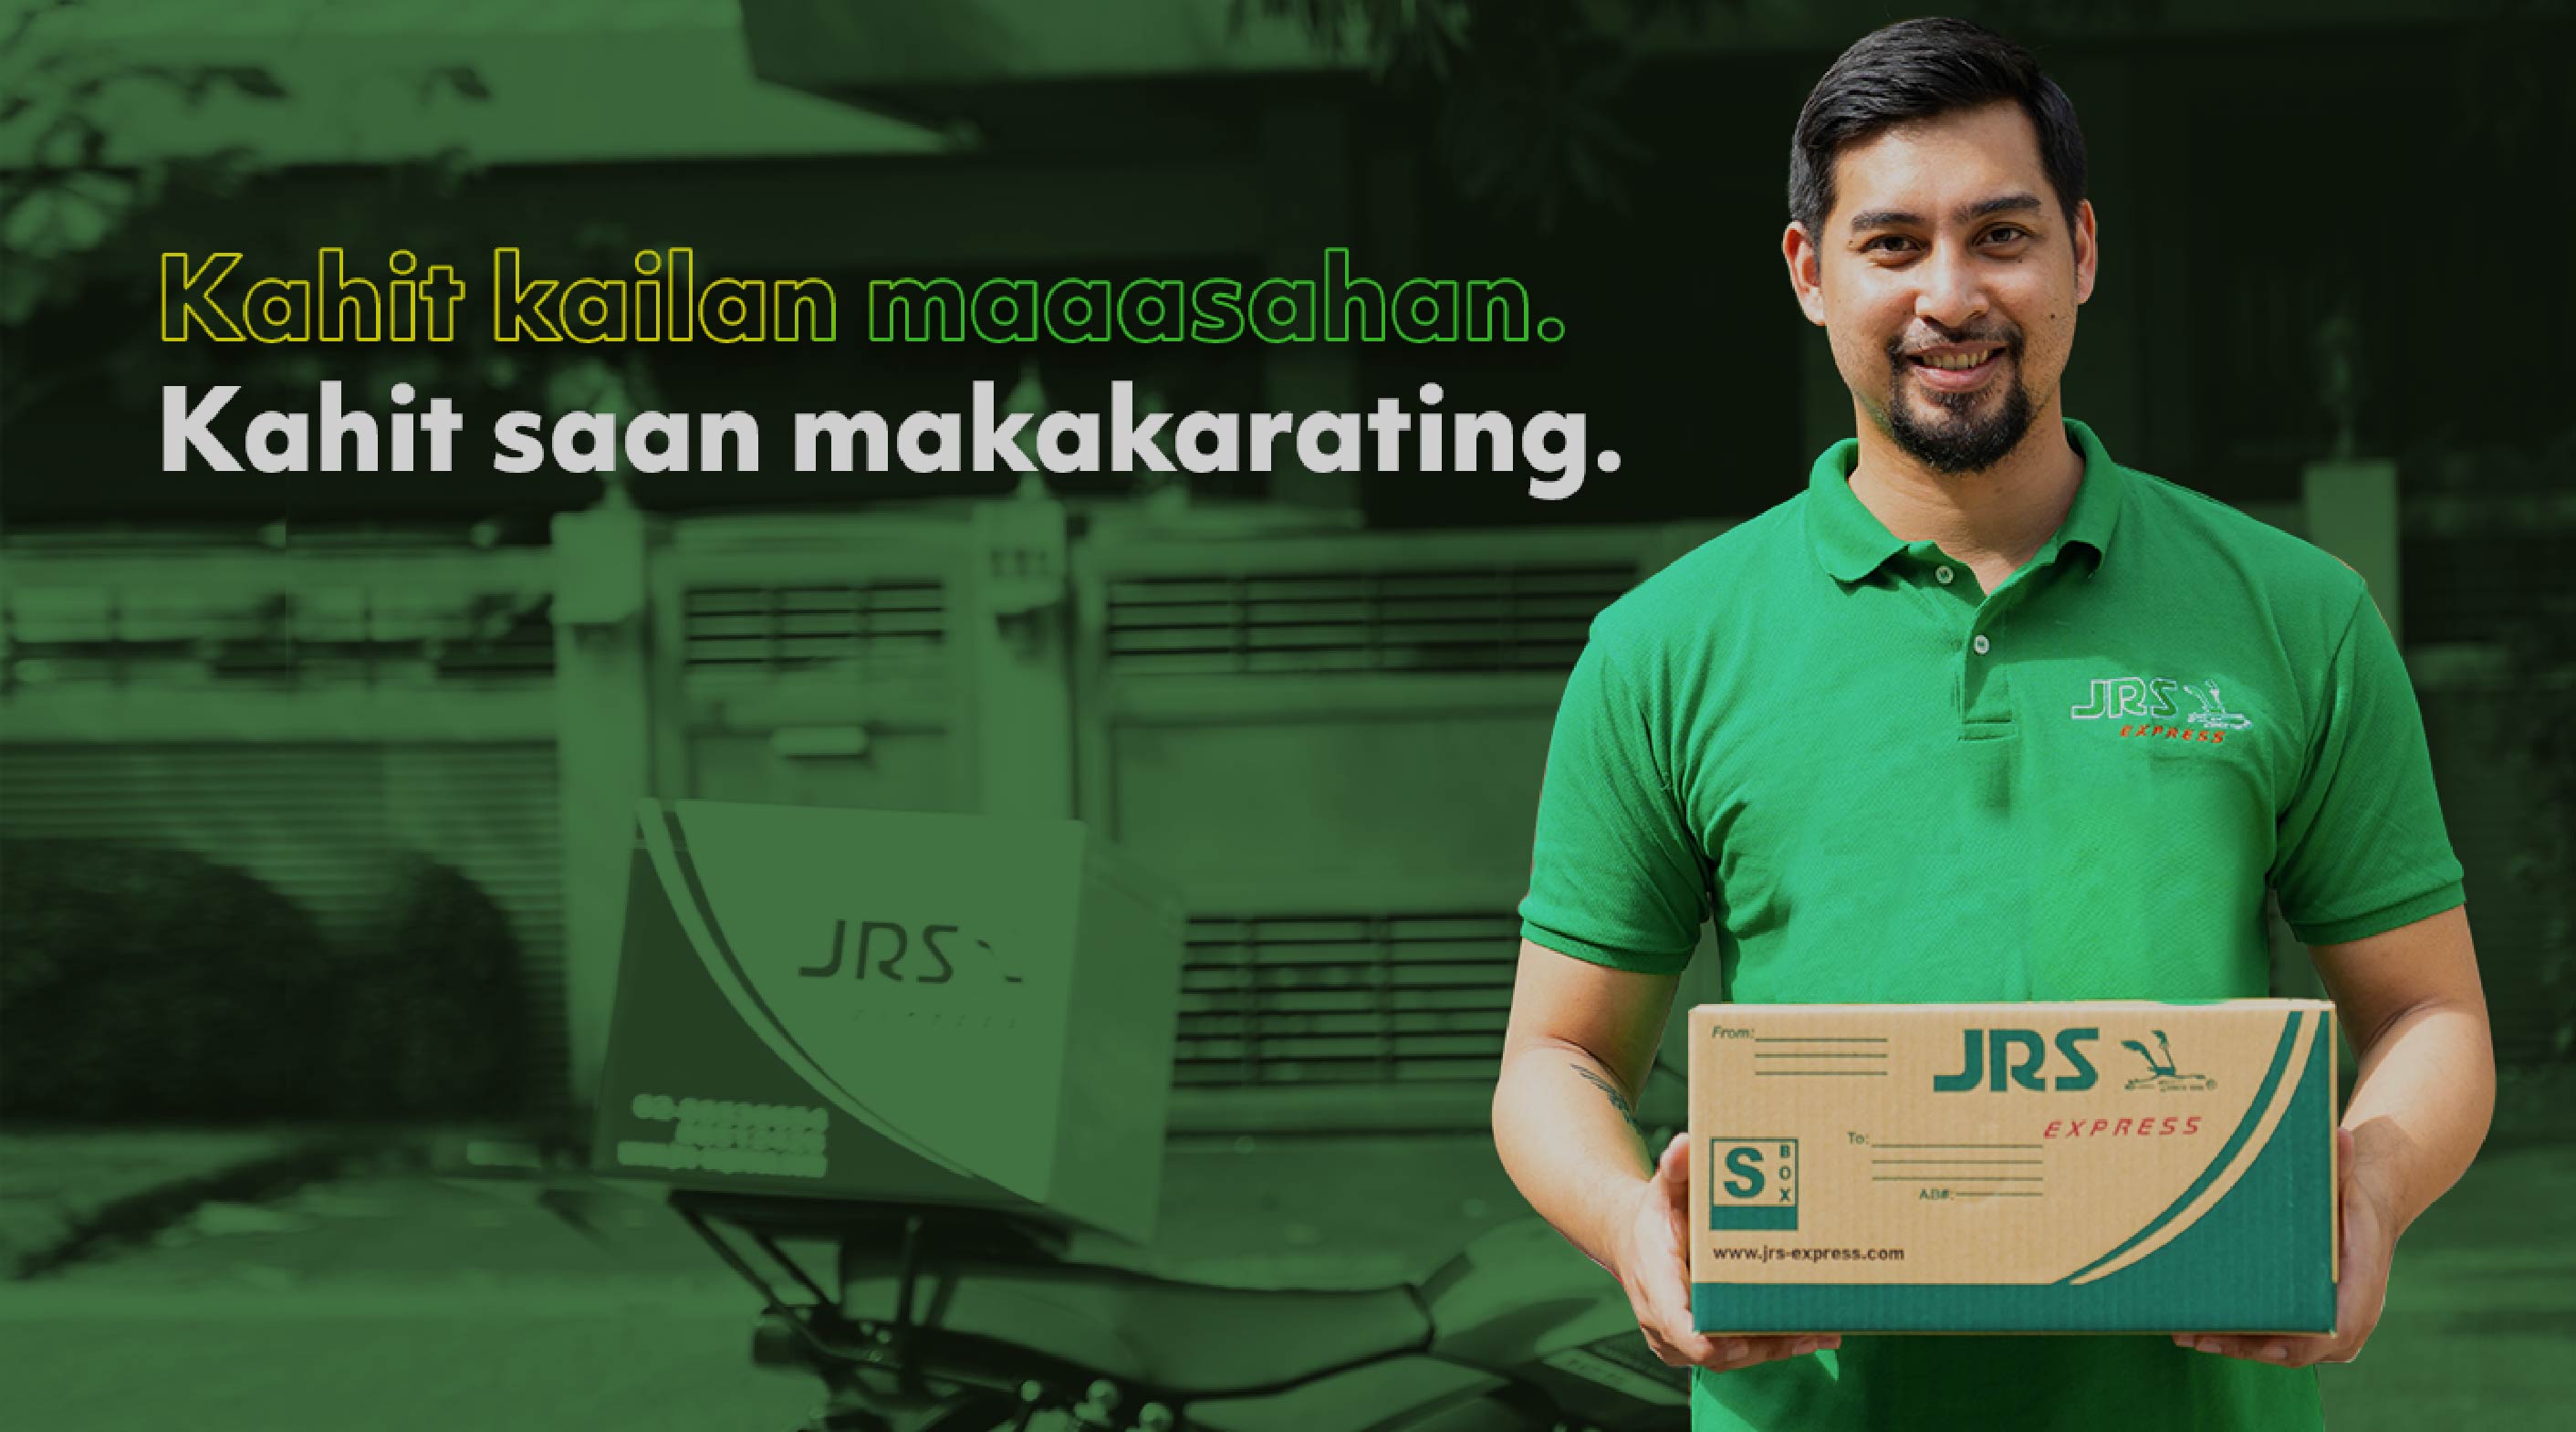 Kahit kailan maaasahan.
Kahit saan makakarating.
JRS
EXPRESS
JRS
EXPRESS
From:
JRS
EXPRESS
To:
AB#:
S
BOX
www.jrs-express.com